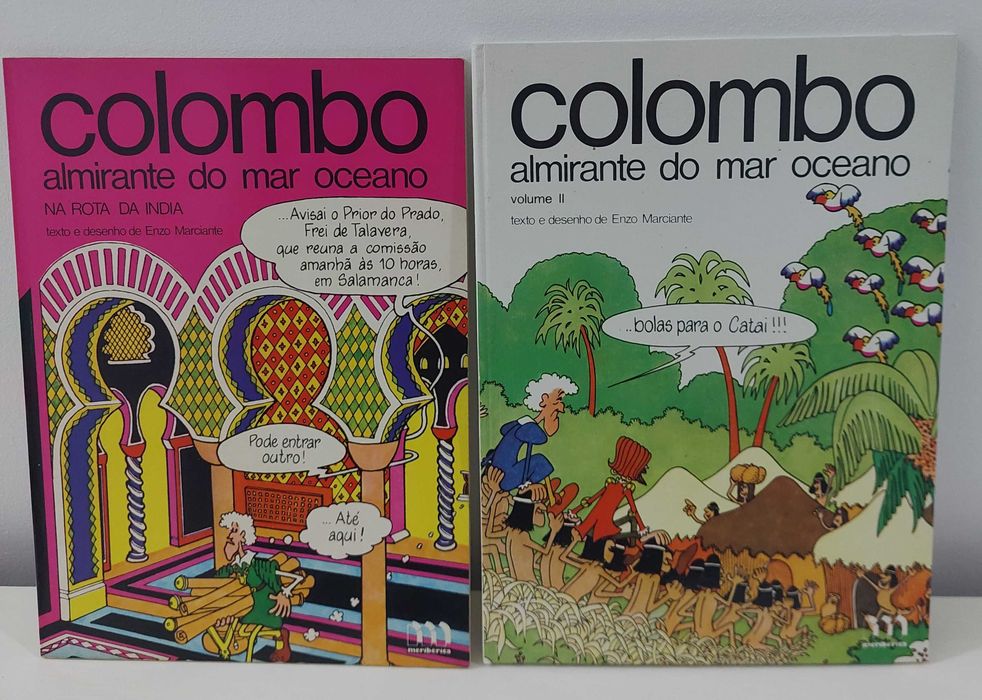 colombo
almirante do mar oceano
NA ROTA DA INDIA
texto e desenho de Enzo Marciante
...Avisai o Prior do Prado,
Frei de Talavera,
que reuna a comissão
amanhã às 10 horas,
em Salamanca!
Pode entrar
outro!
... Até
aqui!
meriberica
colombo
almirante do mar oceano
volume II
texto e desenho de Enzo Marciante
...bolas para o Catai!!!
meriberica